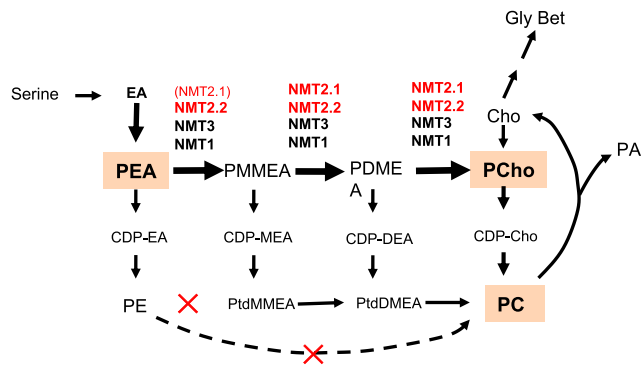 Gly Bet
Serine
EA
(NMT2.1)
NMT2.2
NMT3
NMT1
NMT2.1
NMT2.2
NMT3
NMT1
NMT2.1
NMT2.2
NMT3
NMT1
Cho
PA
PEA
PMMEA
PDME
A
PCho
CDP-EA
CDP-MEA
CDP-DEA
CDP-Cho
PE
PtdMMEA
PtdDMEA
PC